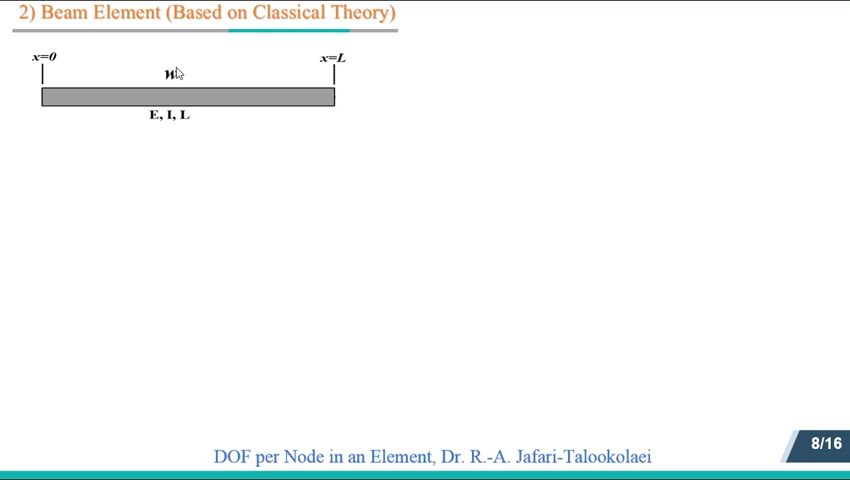 2) Beam Element (Based on Classical Theory)
x=0
x=L
w
E, I, L
8/16
DOF per Node in an Element, Dr. R.-A. Jafari-Talookolaei